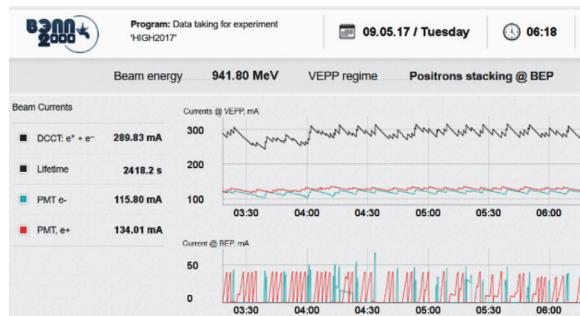 ВЭПП
2000
Program: Data taking for experiment
'HIGH2017'
09.05.17 / Tuesday
06:18
Beam energy 941.80 MeV VEPP regime Positrons stacking @ BEP
Beam Currents
DCCT: e⁺ + e⁻ 289.83 mA
Lifetime 2418.2 s
PMT e- 115.80 mA
PMT, e+ 134.01 mA
Currents @ VEPP, mA
300
200
100
03:30 04:00 04:30 05:00 05:30 06:00
Current @ BEP, mA
50
0
03:30 04:00 04:30 05:00 05:30 06:00